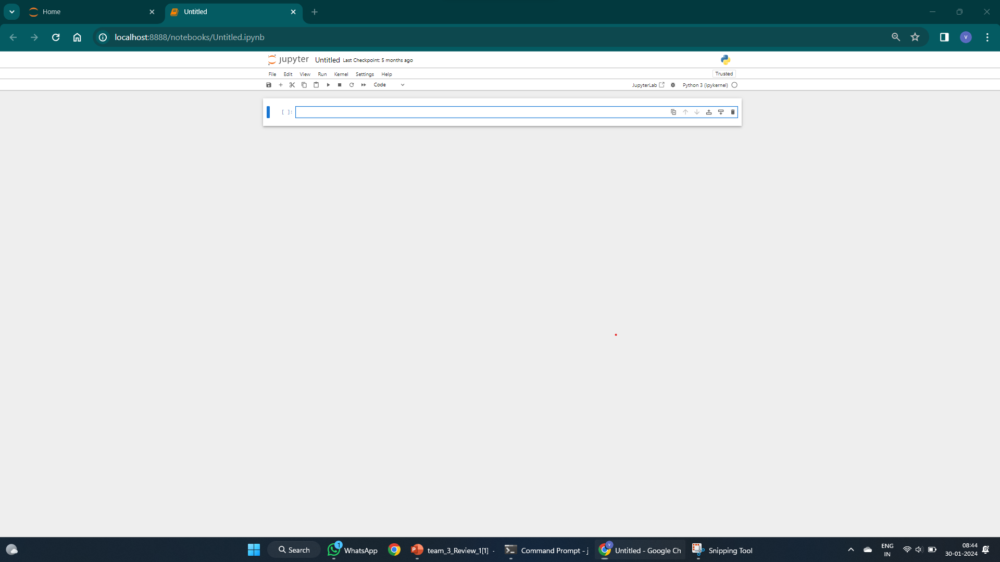 Home
Untitled
localhost:8888/notebooks/Untitled.ipynb
V
jupyter Untitled Last Checkpoint: 5 months ago
File Edit View Run Kernel Settings Help
Trusted
Code
JupyterLab
Python 3 (ipykernel)
[ ]:
Search
1
WhatsApp
P
team_3_Review_1[1] -
Command Prompt - j
V
Untitled - Google Ch
Snipping Tool
ENG
IN
08:44
30-01-2024